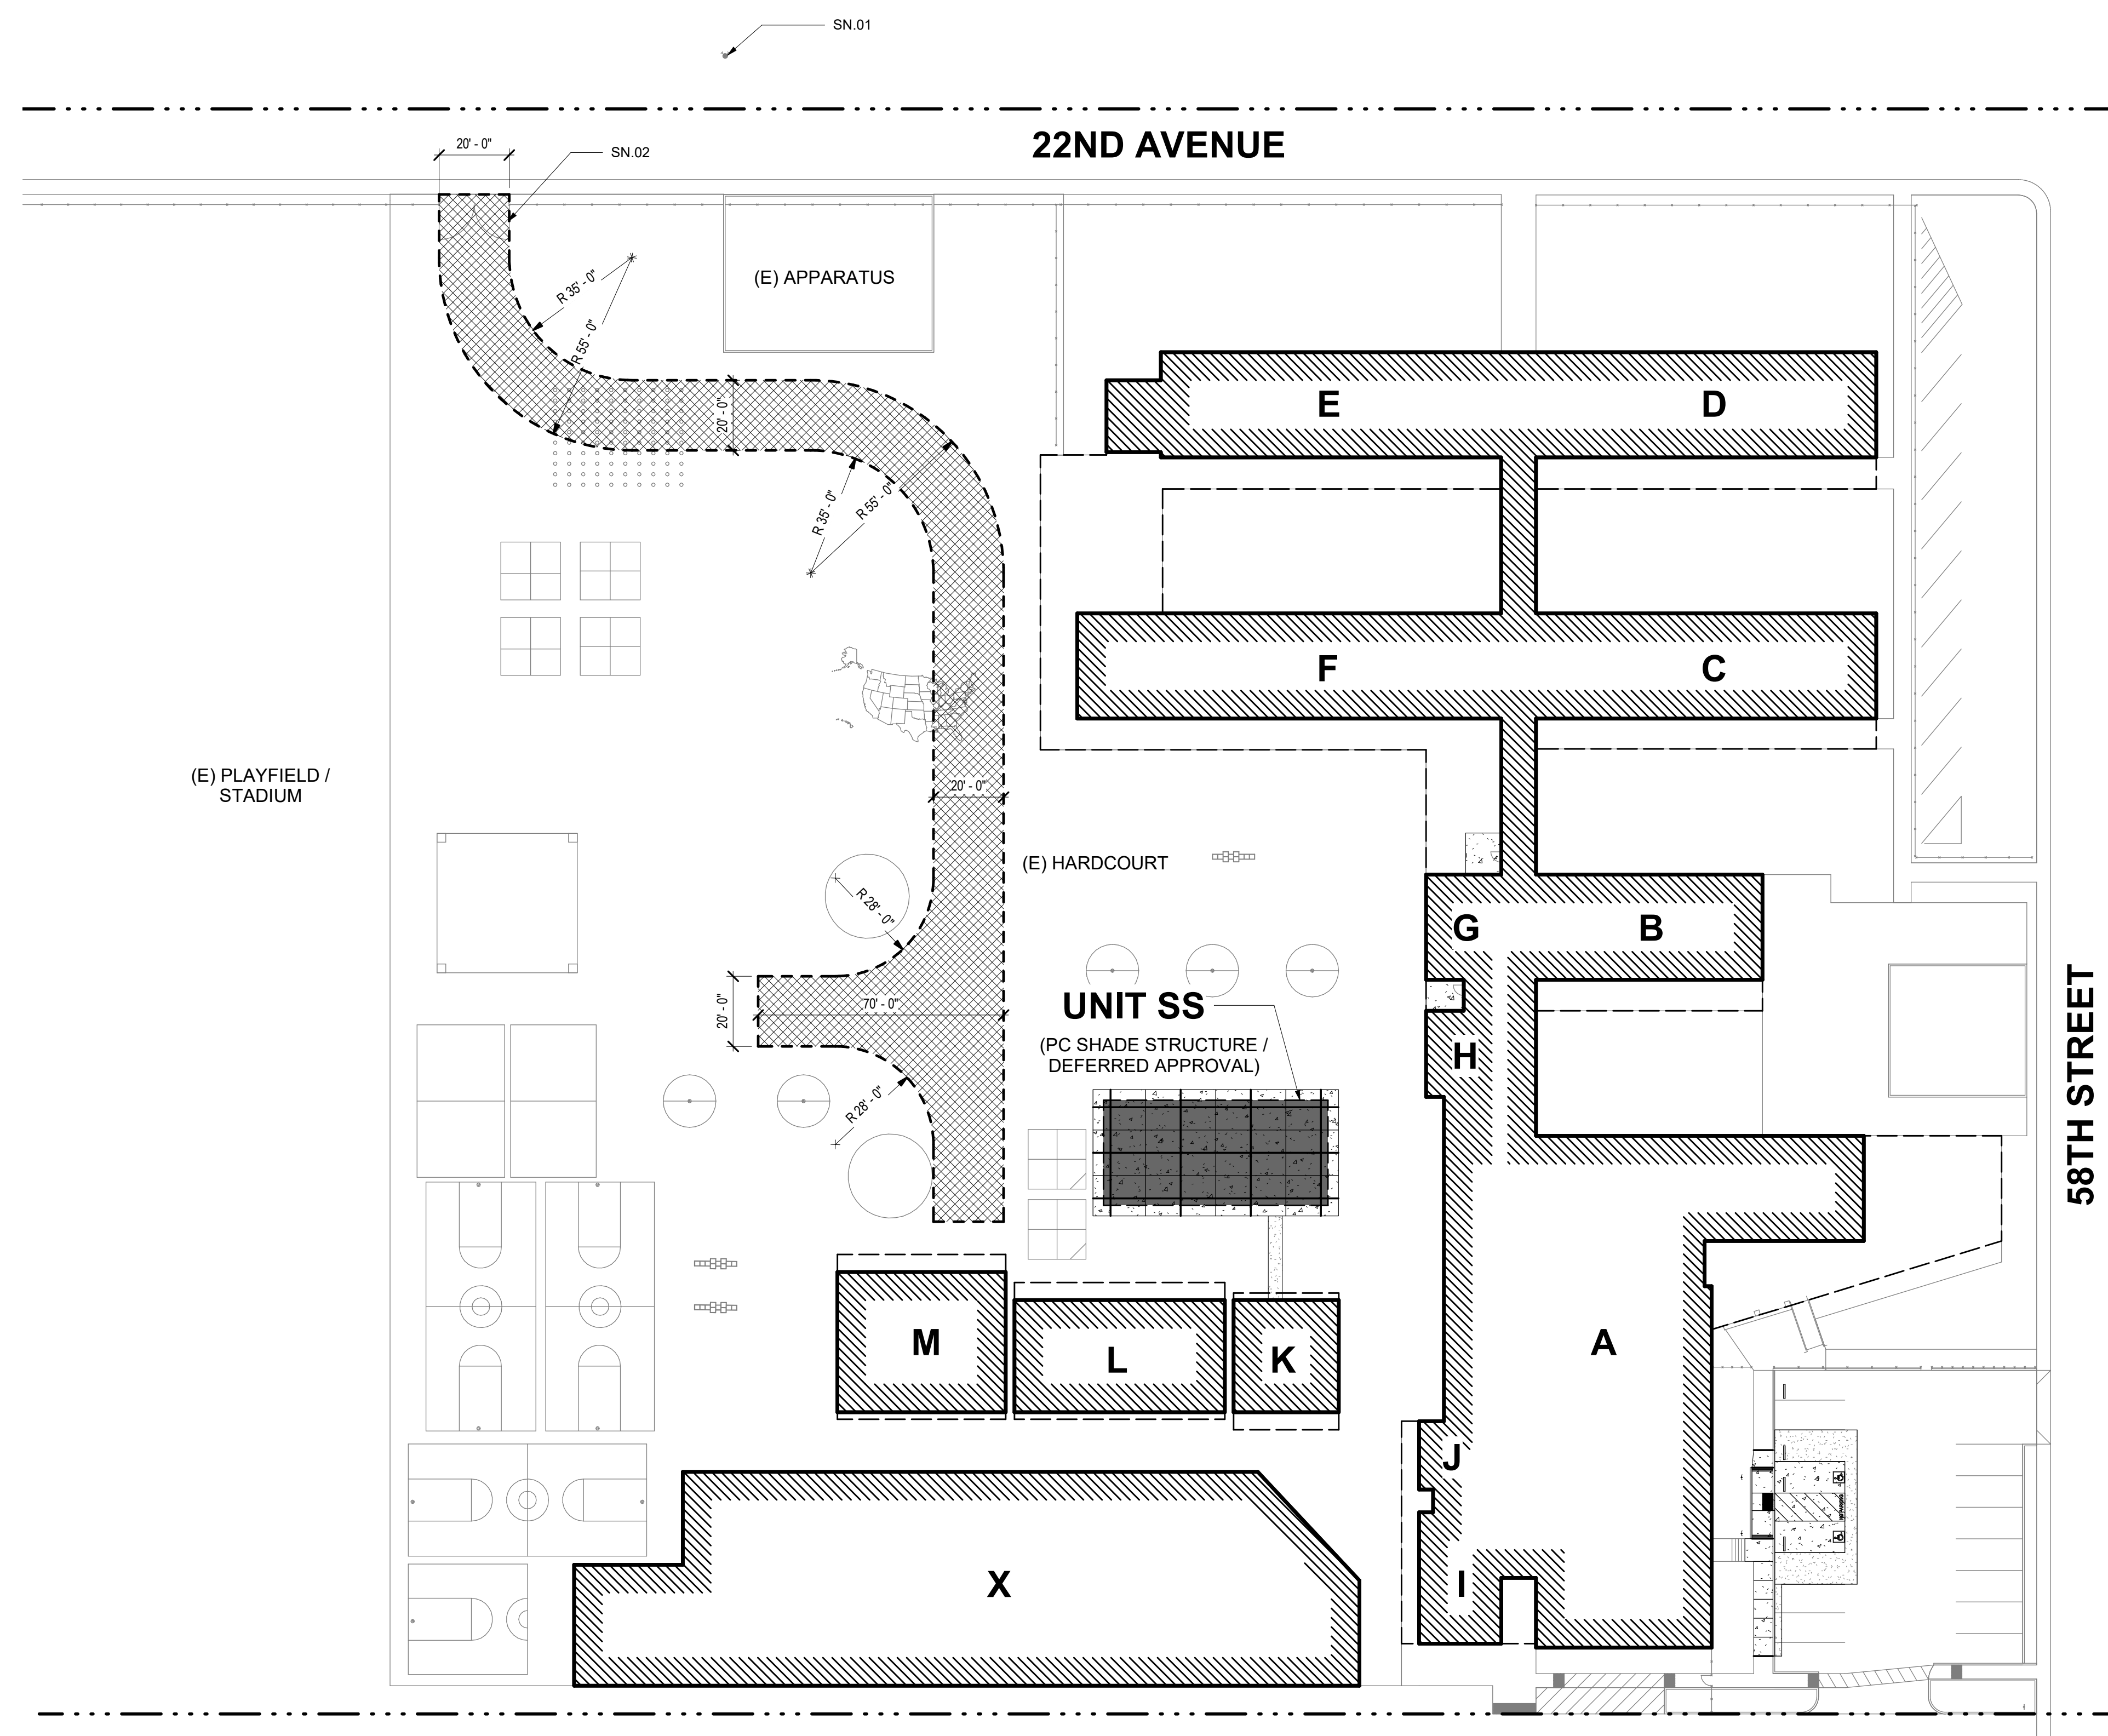 SN.01
22ND AVENUE
20' - 0"
SN.02
R 35' - 0"
R 55' - 0"
(E) APPARATUS
20' - 0"
E
D
R 35' - 0"
R 55' - 0"
F
C
(E) PLAYFIELD /
STADIUM
20' - 0"
(E) HARDCOURT
R 28' - 0"
G
B
20' - 0"
70' - 0"
UNIT SS
(PC SHADE STRUCTURE /
DEFERRED APPROVAL)
H
58TH STREET
R 28' - 0"
M
L
K
A
J
X
I
NO PARKING